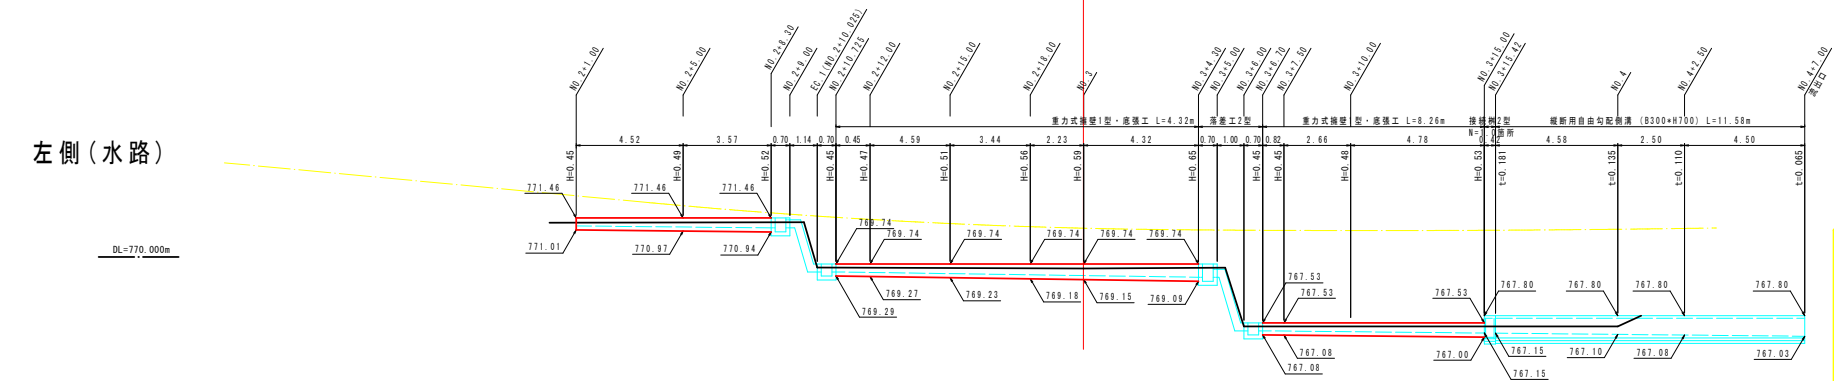 NO.2+1.00
NO.2+5.00
NO.2+8.30
NO.2+9.00
EC.1(NO.2+10.025)
NO.2+10.725
NO.2+12.00
NO.2+15.00
NO.2+18.00
NO.3
NO.3+4.30
NO.3+5.00
NO.3+6.00
NO.3+6.70
NO.3+7.50
NO.3+10.00
NO.3+15.00
NO.3+15.42
NO.4
NO.4+2.50
NO.4+7.00
流出口
重力式擁壁1型・底張工 L=4.32m
落差工2型
重力式擁壁1型・底張工 L=8.26m
接続桝2型
N=1.0箇所
縦断用自由勾配側溝 (B300*H700) L=11.58m
4.52
3.57
0.70
1.14
0.70
0.45
4.59
3.44
2.23
4.32
0.70
1.00
0.70
0.82
2.66
4.78
0.42
4.58
2.50
4.50
左側(水路)
H=0.45
H=0.49
H=0.52
H=0.45
H=0.47
H=0.51
H=0.56
H=0.59
H=0.65
H=0.45
H=0.45
H=0.48
H=0.53
t=0.181
t=0.135
t=0.110
t=0.065
771.46
771.46
771.46
769.74
769.74
769.74
769.74
769.74
769.74
767.53
767.53
767.53
767.80
767.80
767.80
767.80
DL=770.000m
771.01
770.97
770.94
769.29
769.27
769.23
769.18
769.15
769.09
767.08
767.08
767.00
767.15
767.15
767.10
767.08
767.03